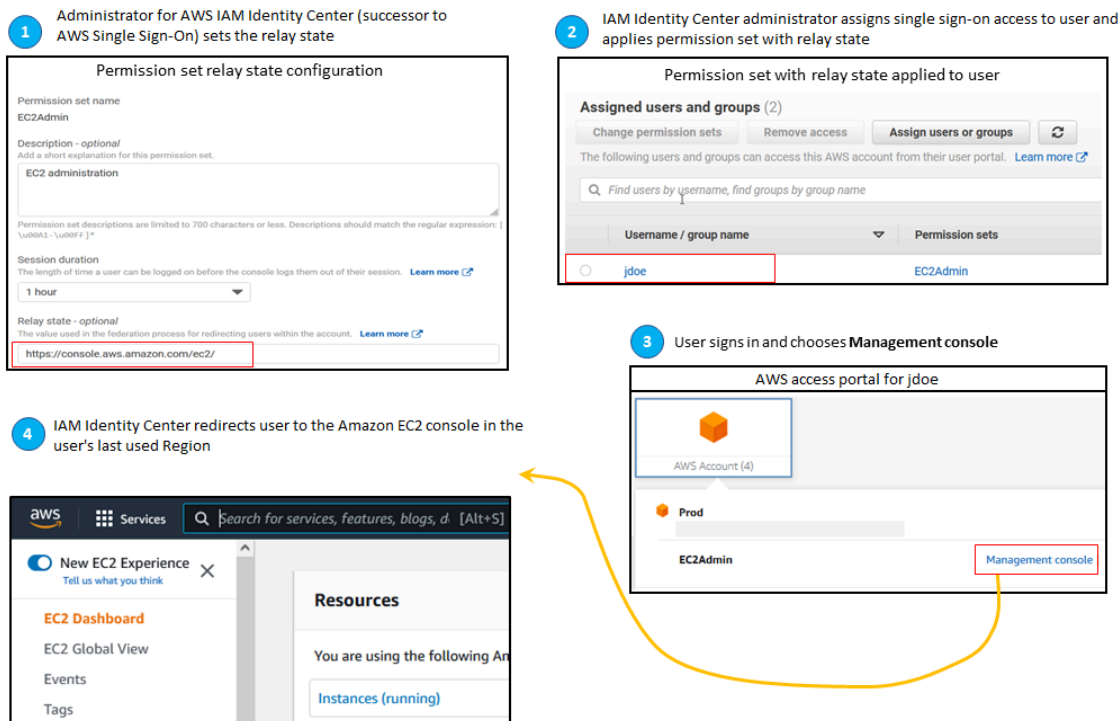 1
Administrator for AWS IAM Identity Center (successor to
AWS Single Sign-On) sets the relay state
Permission set relay state configuration
Permission set name
EC2Admin
Description - optional
Add a short explanation for this permission set.
EC2 administration
Permission set descriptions are limited to 700 characters or less. Descriptions should match the regular expression: [
\u00A1-\u00FF]*
Session duration
The length of time a user can be logged on before the console logs them out of their session. Learn more
1 hour
Relay state - optional
The value used in the federation process for redirecting users within the account. Learn more
https://console.aws.amazon.com/ec2/
2
IAM Identity Center administrator assigns single sign-on access to user and
applies permission set with relay state
Permission set with relay state applied to user
Assigned users and groups (2)
Change permission sets Remove access Assign users or groups
The following users and groups can access this AWS account from their user portal. Learn more
Find users by username, find groups by group name
Username / group name Permission sets
jdoe EC2Admin
3
User signs in and chooses Management console
AWS access portal for jdoe
AWS Account (4)
Prod
EC2Admin Management console
4
IAM Identity Center redirects user to the Amazon EC2 console in the
user's last used Region
aws Services Search for services, features, blogs, d [Alt+S]
New EC2 Experience
Tell us what you think
EC2 Dashboard
EC2 Global View
Events
Tags
Resources
You are using the following Am
Instances (running)